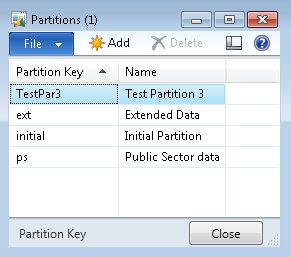 Partitions (1)
File Add Delete
Partition Key Name
TestPar3 Test Partition 3
ext Extended Data
initial Initial Partition
ps Public Sector data
Partition Key Close